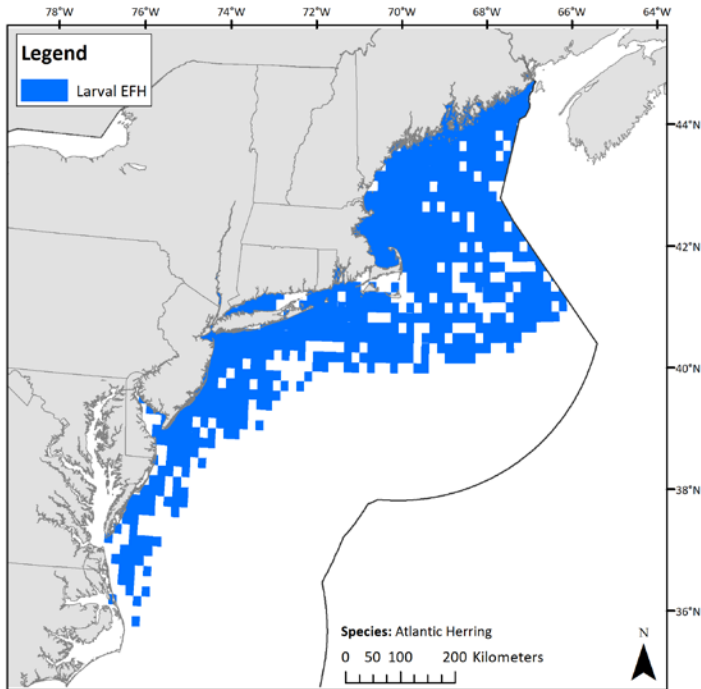 78°W 76°W 74°W 72°W 70°W 68°W 66°W 64°W
Legend
Larval EFH
44°N
42°N
40°N
38°N
36°N
Species: Atlantic Herring
0 50 100 200 Kilometers
N